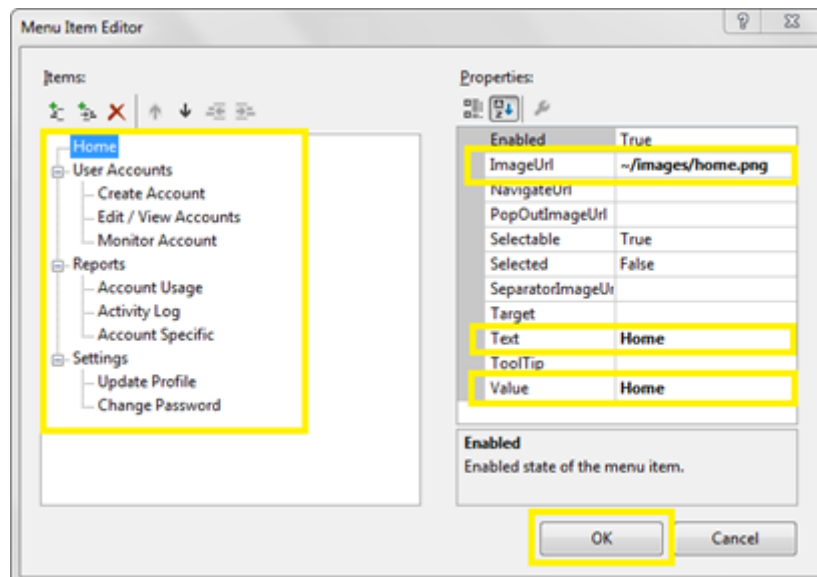 Menu Item Editor
Items:
Properties:
Home
User Accounts
Create Account
Edit / View Accounts
Monitor Account
Reports
Account Usage
Activity Log
Account Specific
Settings
Update Profile
Change Password
Enabled True
ImageUrl ~/images/home.png
NavigateUrl
PopOutImageUrl
Selectable True
Selected False
SeparatorImageUr
Target
Text Home
ToolTip
Value Home
Enabled
Enabled state of the menu item.
OK Cancel